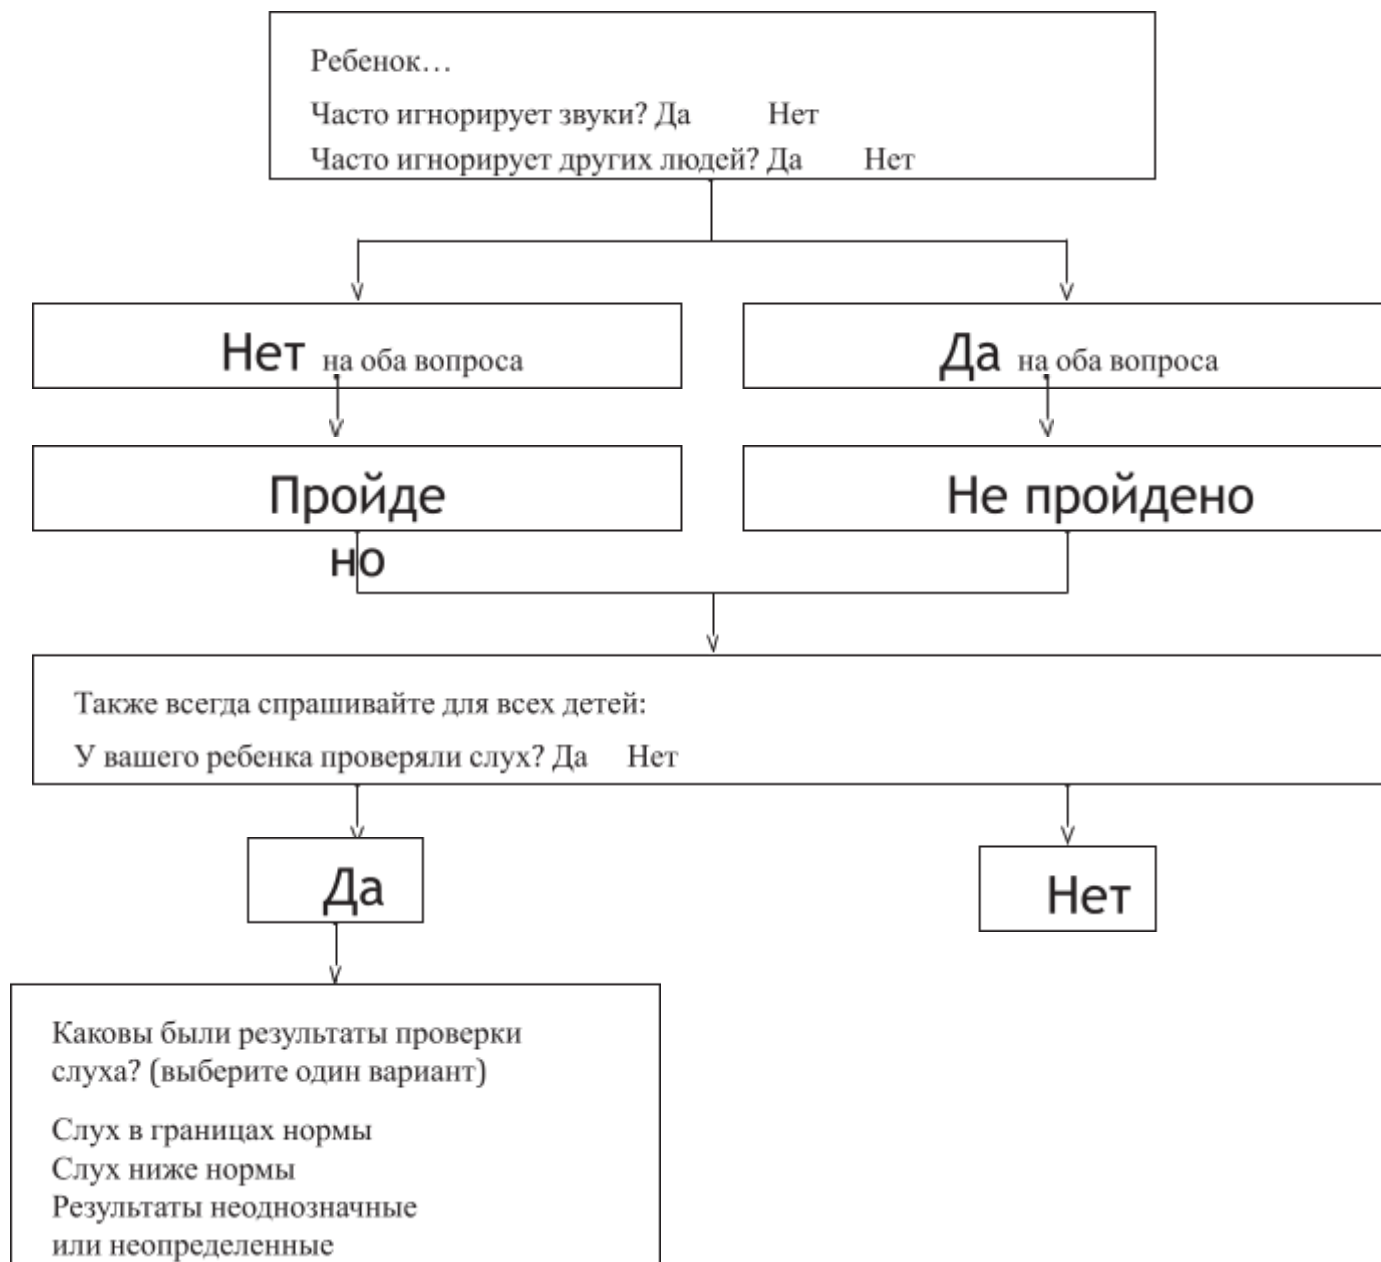 Ребенок…
Часто игнорирует звуки? Да Нет
Часто игнорирует других людей? Да Нет
Нет на оба вопроса
Да на оба вопроса
Пройде
но
Не пройдено
Также всегда спрашивайте для всех детей:
У вашего ребенка проверяли слух? Да Нет
Да
Нет
Каковы были результаты проверки
слуха? (выберите один вариант)
Слух в границах нормы
Слух ниже нормы
Результаты неоднозначные
или неопределенные